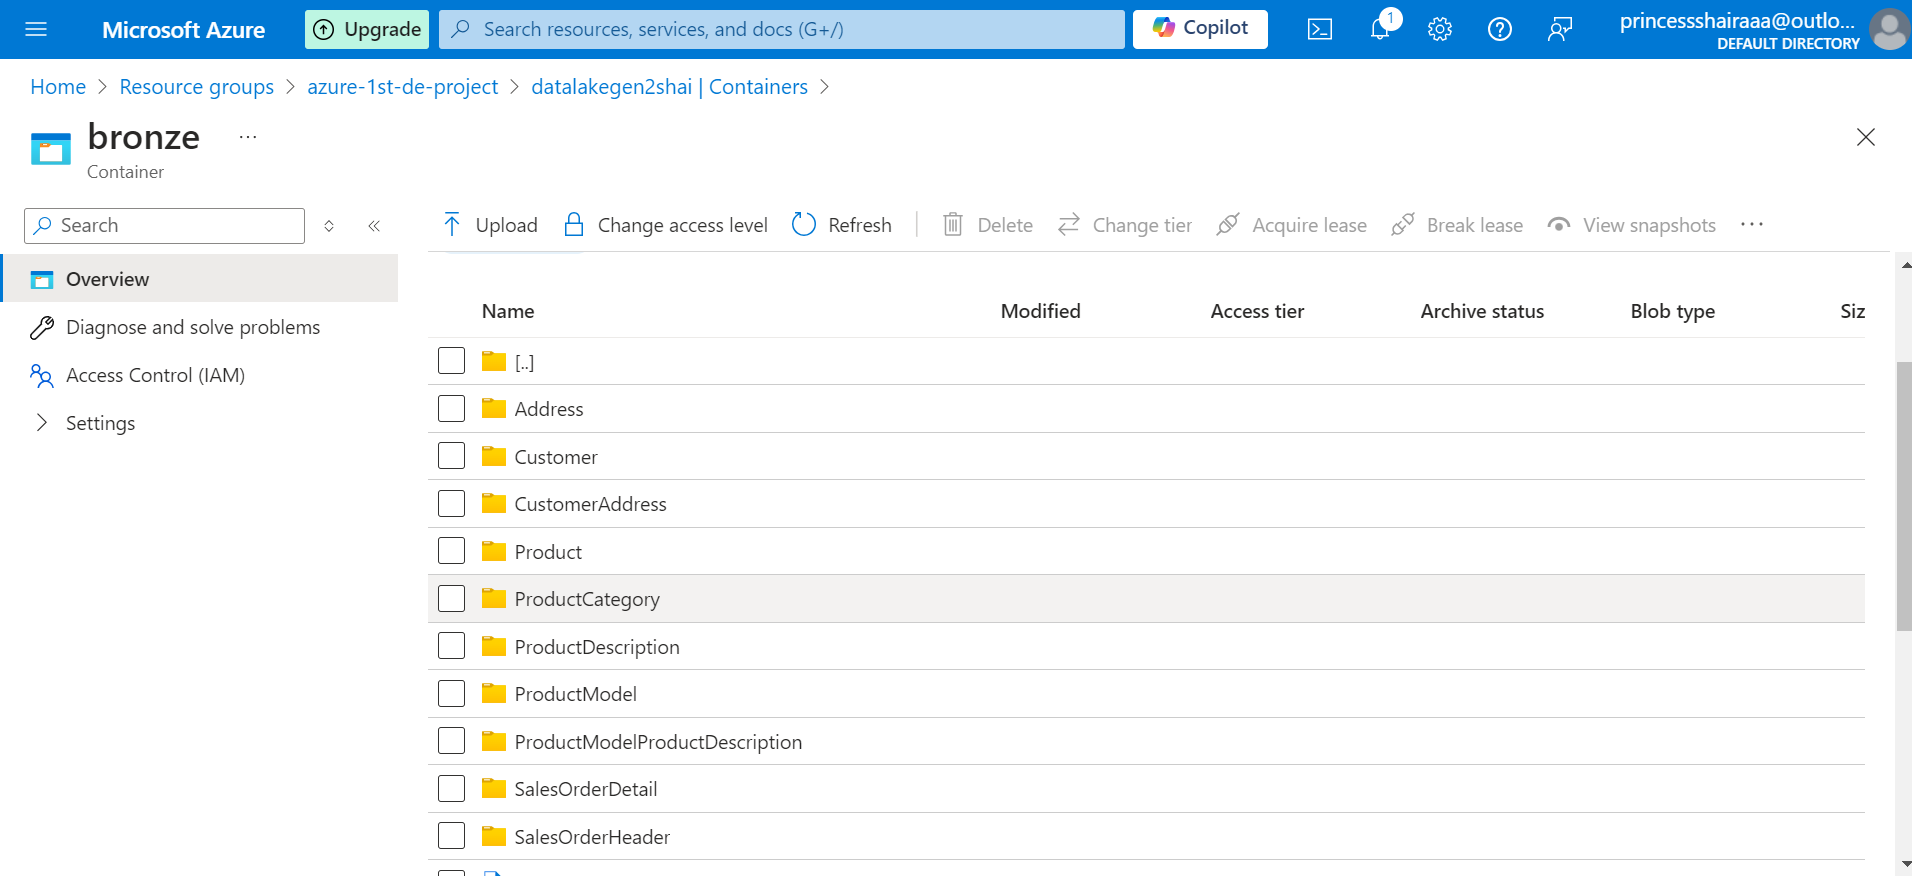 Microsoft Azure
Upgrade
Search resources, services, and docs (G+/)
Copilot
1
princessshairaaa@outlo...
DEFAULT DIRECTORY
Home > Resource groups > azure-1st-de-project > datalakegen2shai | Containers >
bronze ...
Container
Search
Overview
Diagnose and solve problems
Access Control (IAM)
Settings
Upload Change access level Refresh Delete Change tier Acquire lease Break lease View snapshots ...
Name Modified Access tier Archive status Blob type Siz
[..]
Address
Customer
CustomerAddress
Product
ProductCategory
ProductDescription
ProductModel
ProductModelProductDescription
SalesOrderDetail
SalesOrderHeader